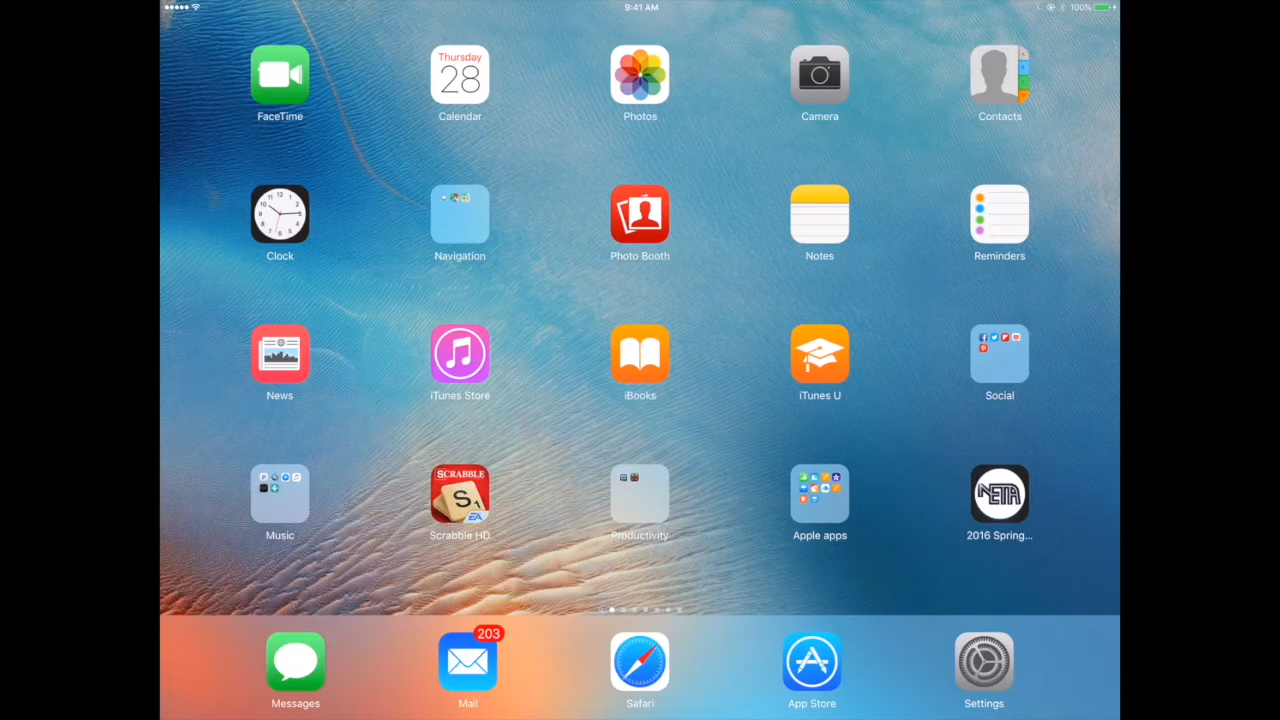 9:41 AM
100%
Thursday
28
FaceTime
Calendar
Photos
Camera
Contacts
Clock
Navigation
Photo Booth
Notes
Reminders
News
iTunes Store
iBooks
iTunes U
Social
SCRABBLE
S1
EA
NETA
Music
Scrabble HD
Productivity
Apple apps
2016 Spring...
203
Messages
Mail
Safari
App Store
Settings